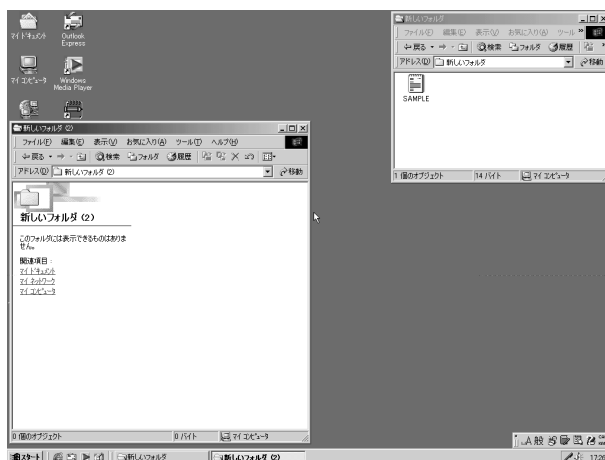 マイ ドキュメント
Outlook
Express
マイ コンピュータ
Windows
Media Player
新しいフォルダ (2)
ファイル(F) 編集(E) 表示(V) お気に入り(A) ツール(T) ヘルプ(H)
戻る 検索 フォルダ 履歴
アドレス(D) 新しいフォルダ (2) 移動
新しいフォルダ (2)
このフォルダには表示できるものはありま
せん。
関連項目:
マイ ドキュメント
マイ ネットワーク
マイ コンピュータ
0 個のオブジェクト 0 バイト マイ コンピュータ
新しいフォルダ
ファイル(F) 編集(E) 表示(V) お気に入り(A) ツール »
戻る 検索 フォルダ 履歴 »
アドレス(D) 新しいフォルダ 移動
SAMPLE
1 個のオブジェクト 14 バイト マイ コンピュータ
A 般
スタート 新しいフォルダ 新しいフォルダ (2) 17:26